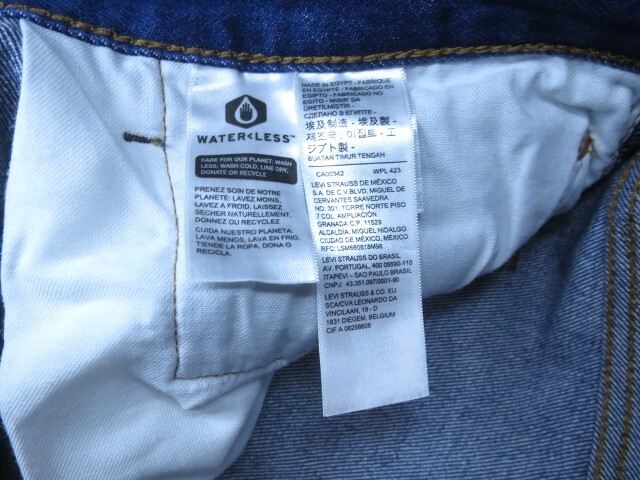 WATER<LESS™
CARE FOR OUR PLANET: WASH
LESS, WASH COLD, LINE DRY,
DONATE OR RECYCLE
PRENEZ SOIN DE NOTRE
PLANÈTE: LAVEZ MOINS,
LAVEZ A FROID, LAISSEZ
SECHER NATURELLEMENT,
DONNEZ OU RECYCLEZ
CUIDA NUESTRO PLANETA:
LAVA MENOS, LAVA EN FRIO,
TIENDE LA ROPA, DONA O
RECICLA.
MADE IN EGYPT - FABRIQUE
EN EGYPTE - FABRICADO EN
EGIPTO - FABRICADO NO
EGITO - MISIR'DA
ÜRETİLMİŞTİR -
СДЕЛАНО В ЕГИПТЕ -
埃及制造 - 埃及製 -
제조국 : 이집트 - エ
ジプト製 -
BUATAN TIMUR TENGAH
CA00342 WPL 423
LEVI STRAUSS DE MÉXICO
S.A. DE C.V. BLVD. MIGUEL DE
CERVANTES SAAVEDRA
NO. 301, TORRE NORTE PISO
7 COL. AMPLIACIÓN
GRANADA C.P. 11529
ALCALDÍA. MIGUEL HIDALGO
CIUDAD DE MÉXICO, MÉXICO
RFC: LSM660818M96
LEVI STRAUSS DO BRASIL
AV. PORTUGAL, 400 06690-110
ITAPEVI – SAO PAULO BRASIL
CNPJ: 43.351.097/0001-90
LEVI STRAUSS & CO. EU
SCA/CVA LEONARDO DA
VINCILAAN, 19 - D
1831 DIEGEM, BELGIUM
CIF A 08298606